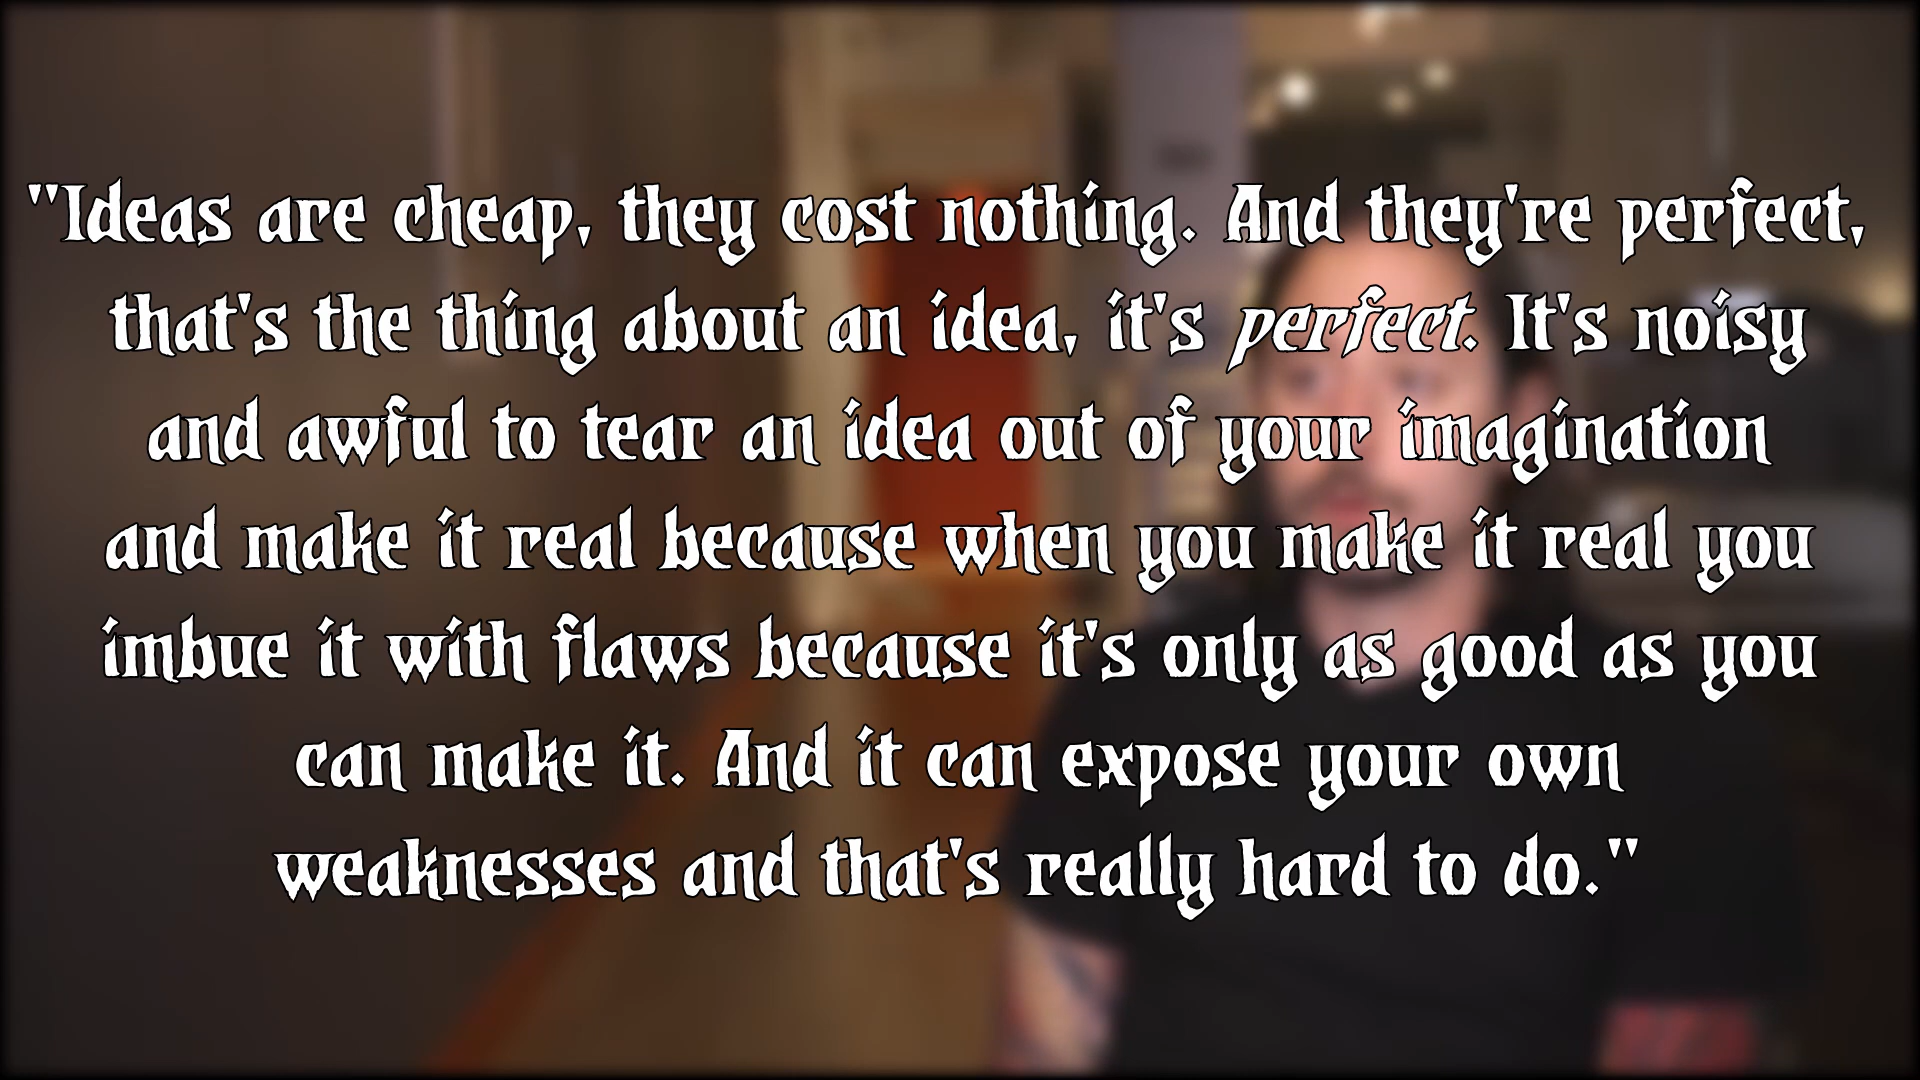 "Ideas are cheap, they cost nothing. And they're perfect,
that's the thing about an idea, it's perfect. It's noisy
and awful to tear an idea out of your imagination
and make it real because when you make it real you
imbue it with flaws because it's only as good as you
can make it. And it can expose your own
weaknesses and that's really hard to do."